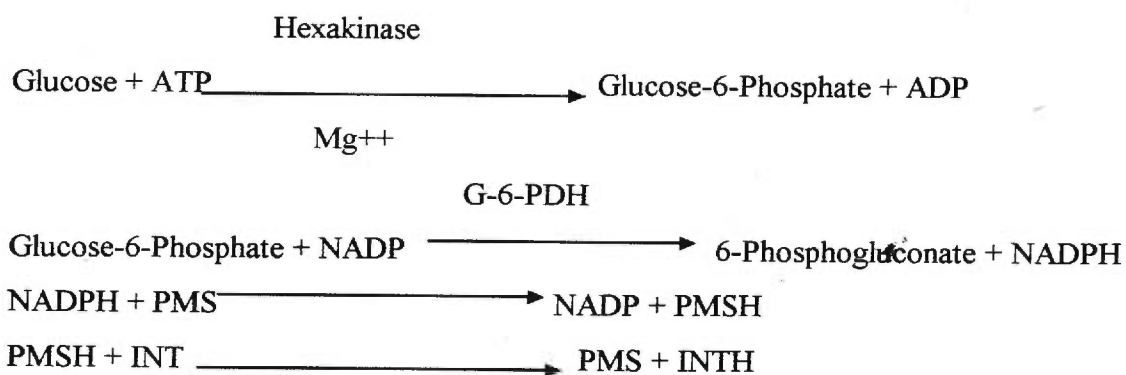 Hexakinase
Glucose + ATP Glucose-6-Phosphate + ADP
Mg++
G-6-PDH
Glucose-6-Phosphate + NADP 6-Phosphogluconate + NADPH
NADPH + PMS NADP + PMSH
PMSH + INT PMS + INTH